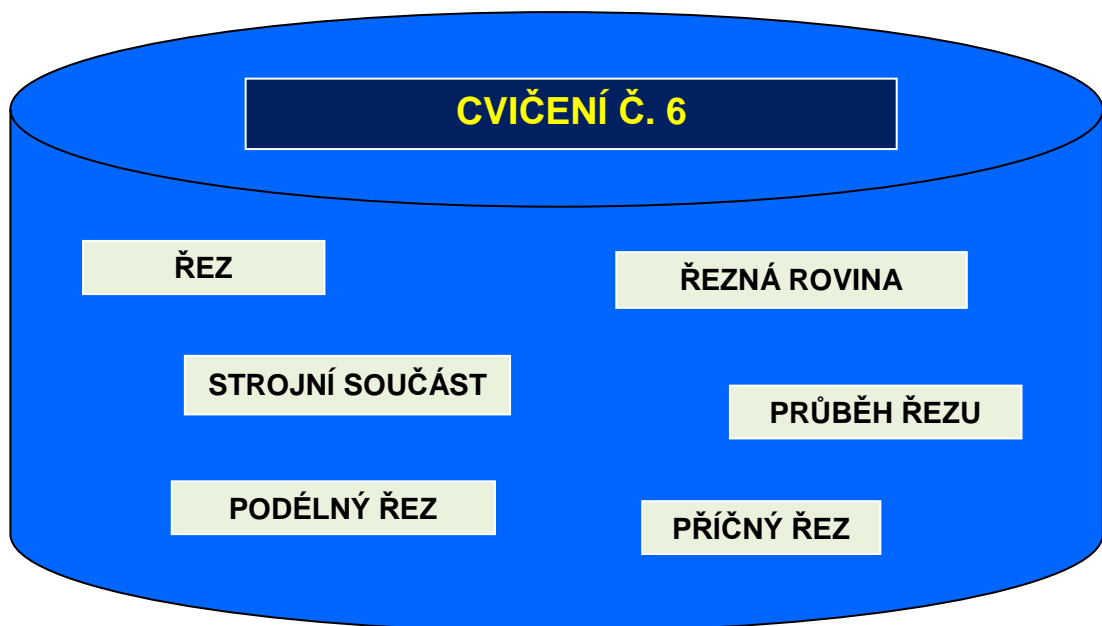 CVIČENÍ Č. 6
ŘEZ
ŘEZNÁ ROVINA
STROJNÍ SOUČÁST
PRŮBĚH ŘEZU
PODÉLNÝ ŘEZ
PŘÍČNÝ ŘEZ